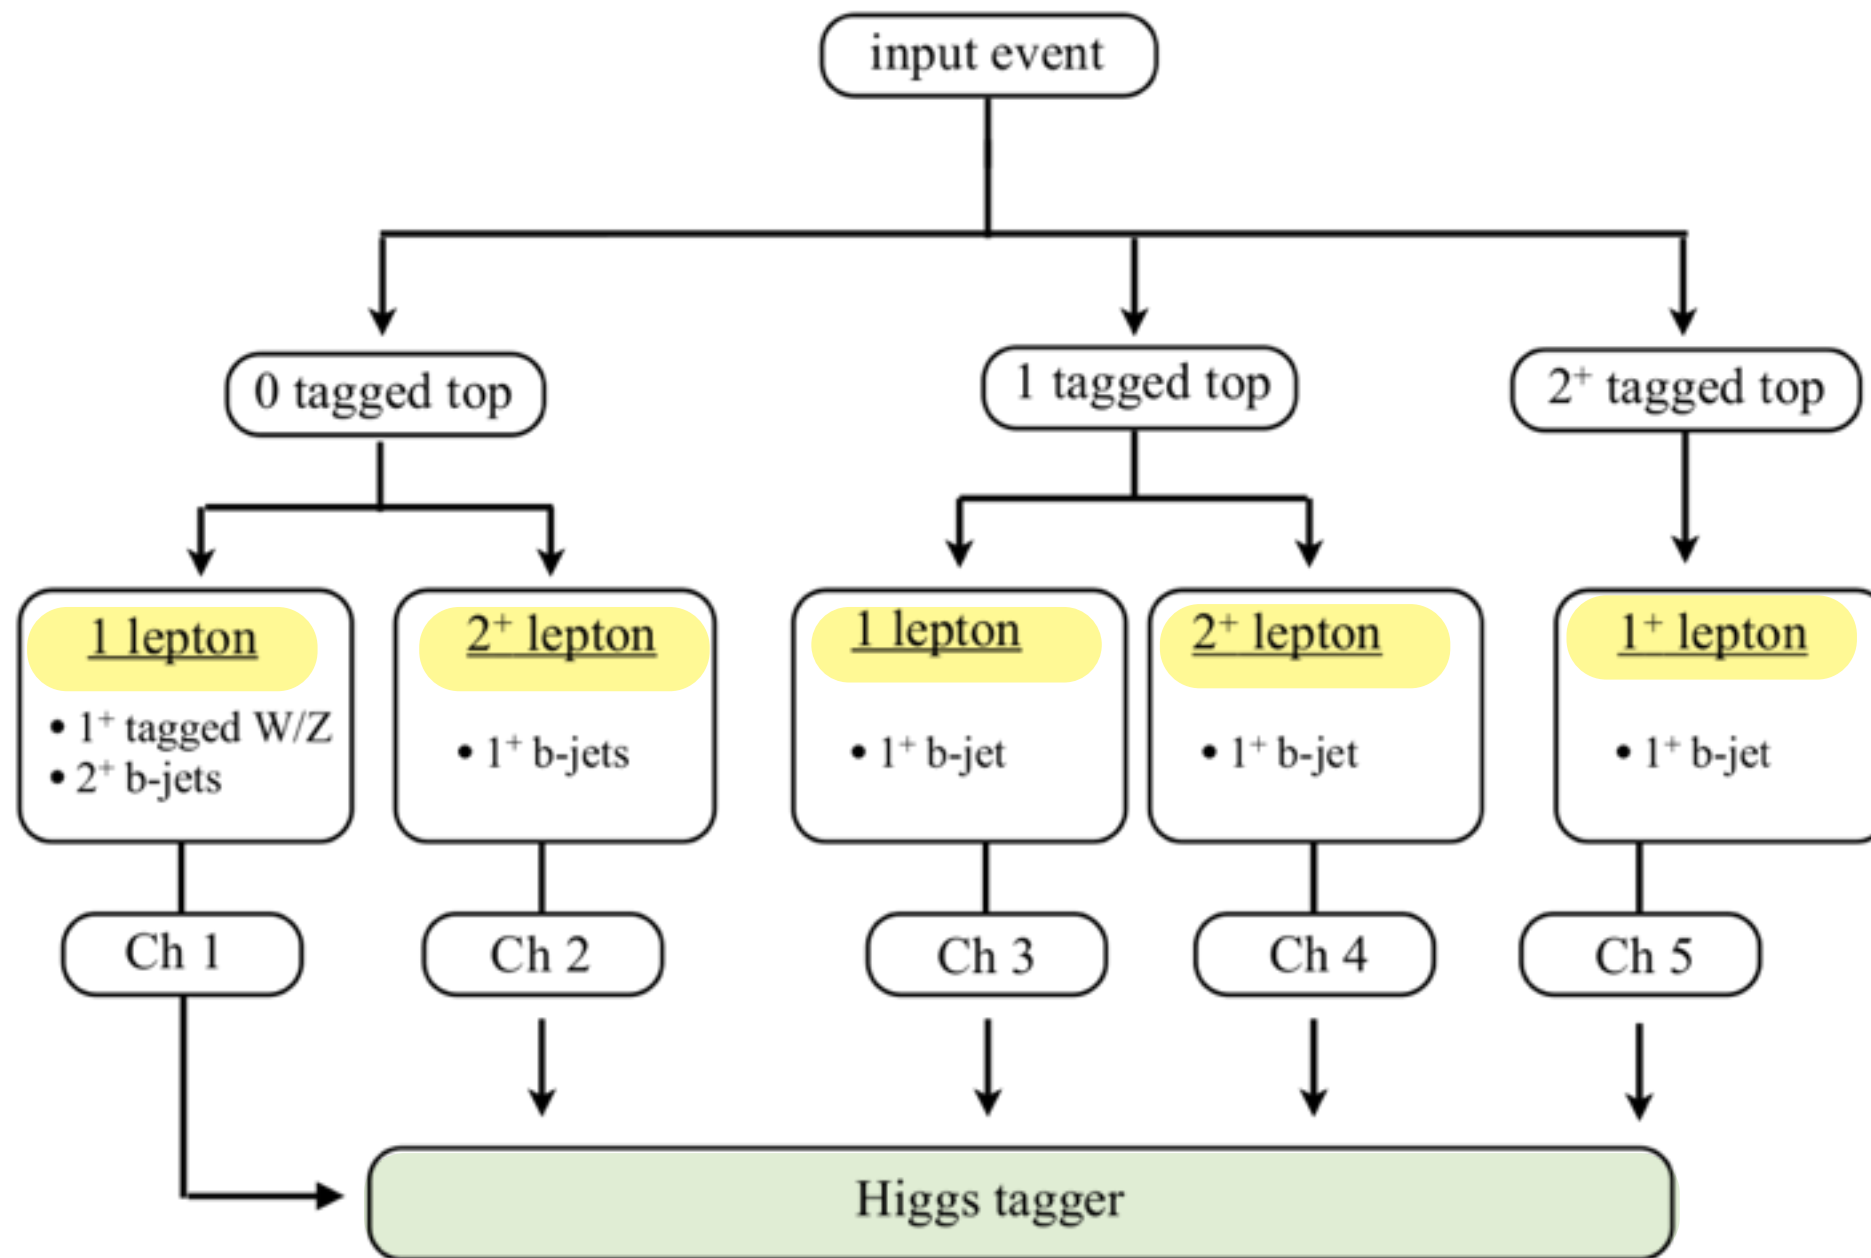 input event
0 tagged top
1 tagged top
2⁺ tagged top
1 lepton
• 1⁺ tagged W/Z
• 2⁺ b-jets
2⁺ lepton
• 1⁺ b-jets
1 lepton
• 1⁺ b-jet
2⁺ lepton
• 1⁺ b-jet
1⁺ lepton
• 1⁺ b-jet
Ch 1
Ch 2
Ch 3
Ch 4
Ch 5
Higgs tagger